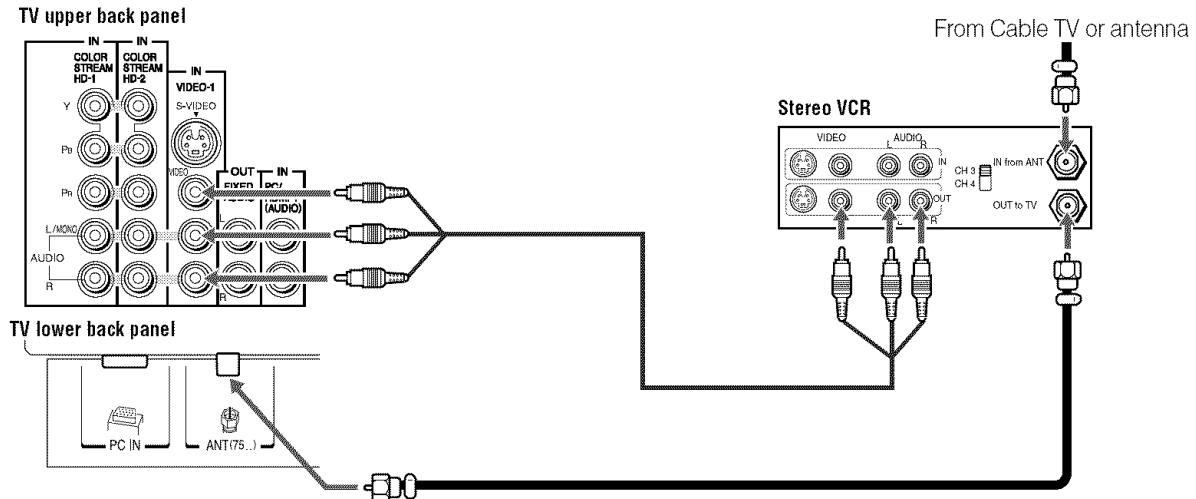 TV upper back panel
From Cable TV or antenna
IN
IN
COLOR
STREAM
HD-1
COLOR
STREAM
HD-2
IN
VIDEO-1
S-VIDEO
Y
PB
PR
VIDEO
OUT
IN
FIXED
AUDIO
PC/
(AUDIO)
L
L/MONO
AUDIO
R
R
Stereo VCR
VIDEO
AUDIO
L
R
IN
IN from ANT
CH 3
CH 4
OUT
OUT to TV
L
R
TV lower back panel
PC IN
ANT(75..)